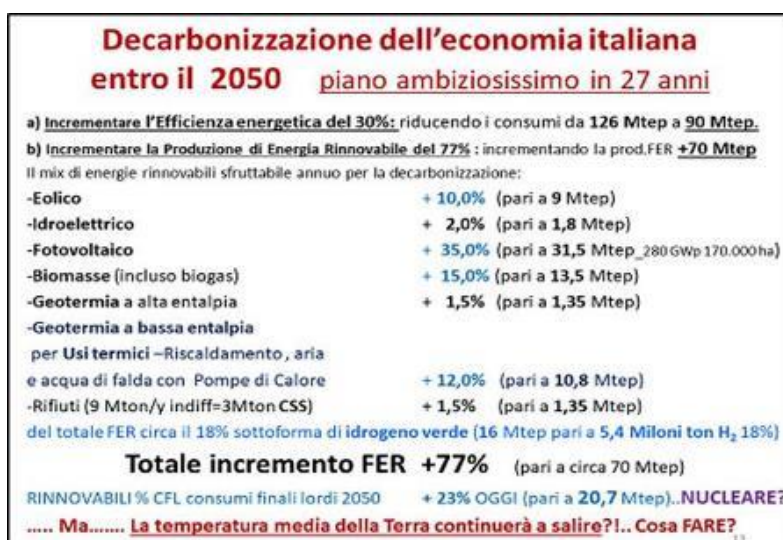 Decarbonizzazione dell'economia italiana
entro il 2050 piano ambiziosissimo in 27 anni
a) Incrementare l'Efficienza energetica del 30%: riducendo i consumi da 126 Mtep a 90 Mtep.
b) Incrementare la Produzione di Energia Rinnovabile del 77% : incrementando la prod.FER +70 Mtep
Il mix di energie rinnovabili sfruttabile annuo per la decarbonizzazione:
-Eolico + 10,0% (pari a 9 Mtep)
-Idroelettrico + 2,0% (pari a 1,8 Mtep)
-Fotovoltaico + 35,0% (pari a 31,5 Mtep_280 GWp 170.000 ha)
-Biomasse (incluso biogas) + 15,0% (pari a 13,5 Mtep)
-Geotermia a alta entalpia + 1,5% (pari a 1,35 Mtep)
-Geotermia a bassa entalpia
per Usi termici –Riscaldamento , aria
e acqua di falda con Pompe di Calore + 12,0% (pari a 10,8 Mtep)
-Rifiuti (9 Mton/y indiff=3Mton CSS) + 1,5% (pari a 1,35 Mtep)
del totale FER circa il 18% sottoforma di idrogeno verde (16 Mtep pari a 5,4 Miloni ton H₂ 18%)
Totale incremento FER +77% (pari a circa 70 Mtep)
RINNOVABILI % CFL consumi finali lordi 2050 + 23% OGGI (pari a 20,7 Mtep)..NUCLEARE?
..... Ma....... La temperatura media della Terra continuerà a salire?!.. Cosa FARE?